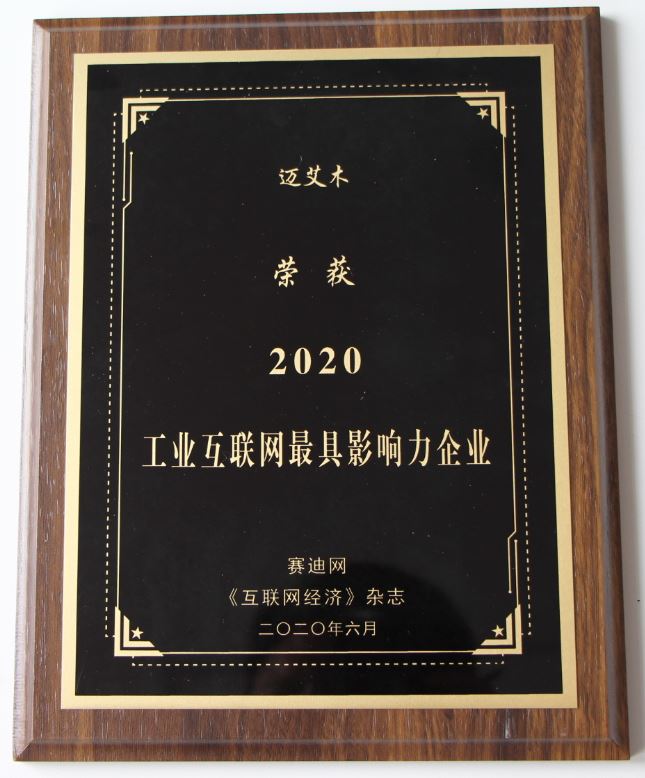 迈艾木
荣获
2020
工业互联网最具影响力企业
赛迪网
《互联网经济》杂志
二〇二〇年六月